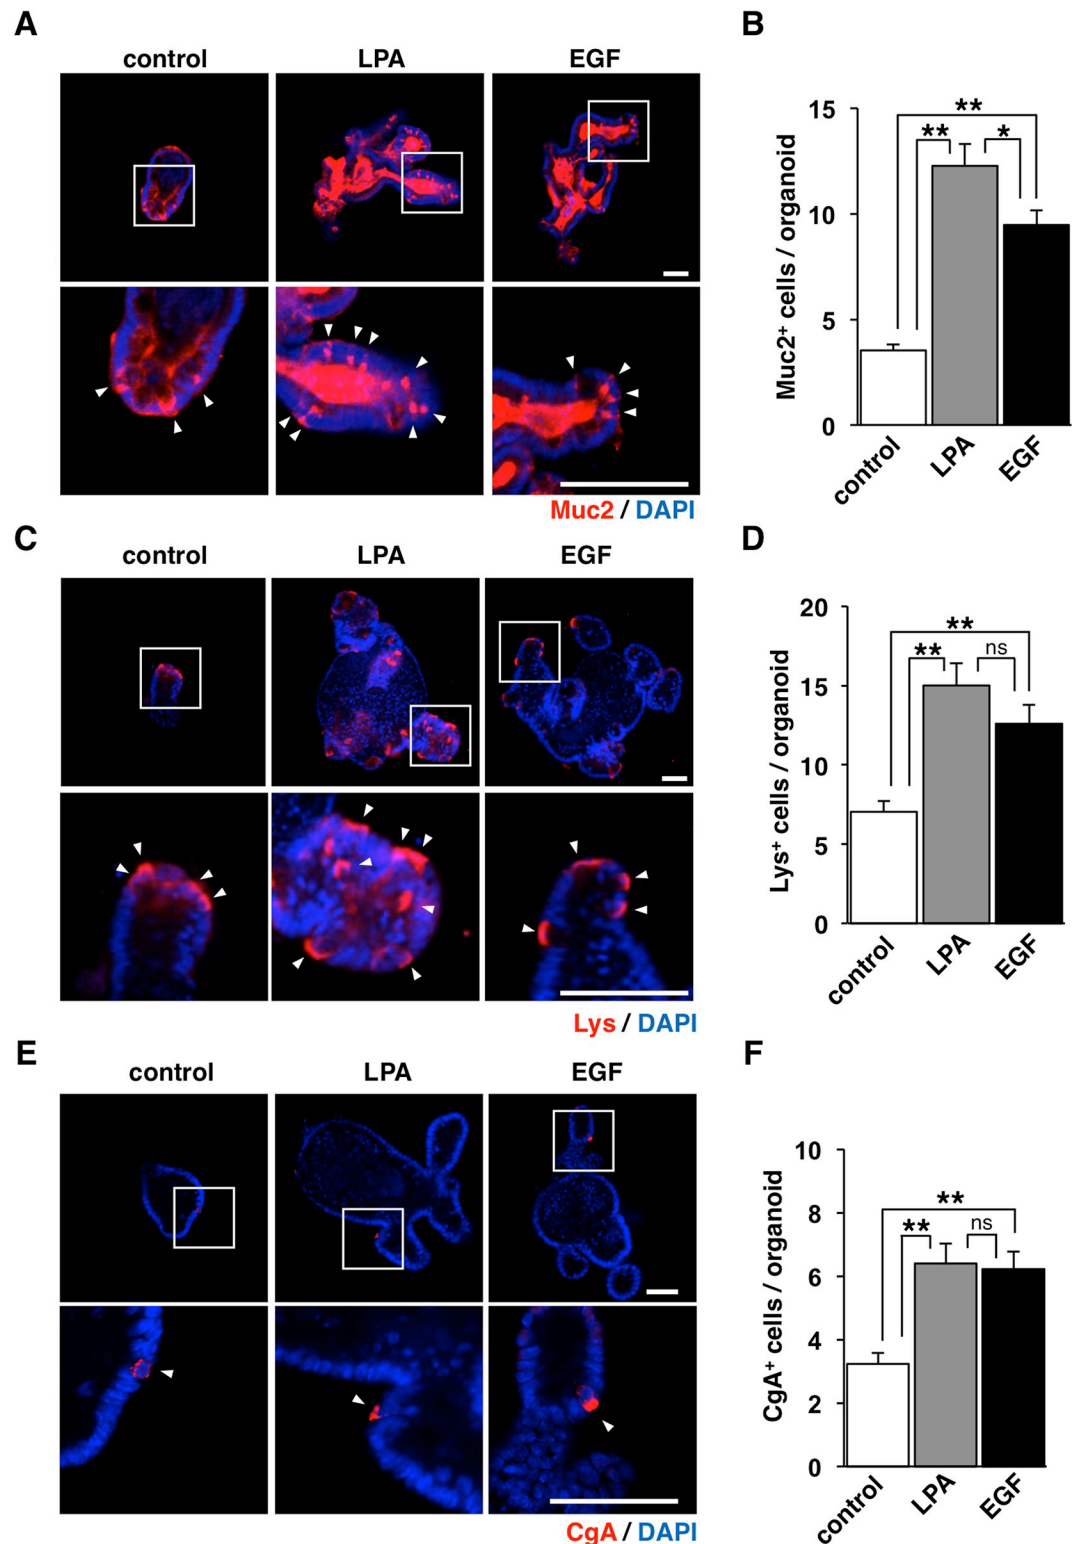 A
control
LPA
EGF
Muc2 / DAPI
B
**
** *
15
10
5
0
Muc2+ cells / organoid
control
LPA
EGF
C
control
LPA
EGF
Lys / DAPI
D
**
** ns
20
15
10
5
0
Lys+ cells / organoid
control
LPA
EGF
E
control
LPA
EGF
CgA / DAPI
F
**
** ns
10
8
6
4
2
0
CgA+ cells / organoid
control
LPA
EGF